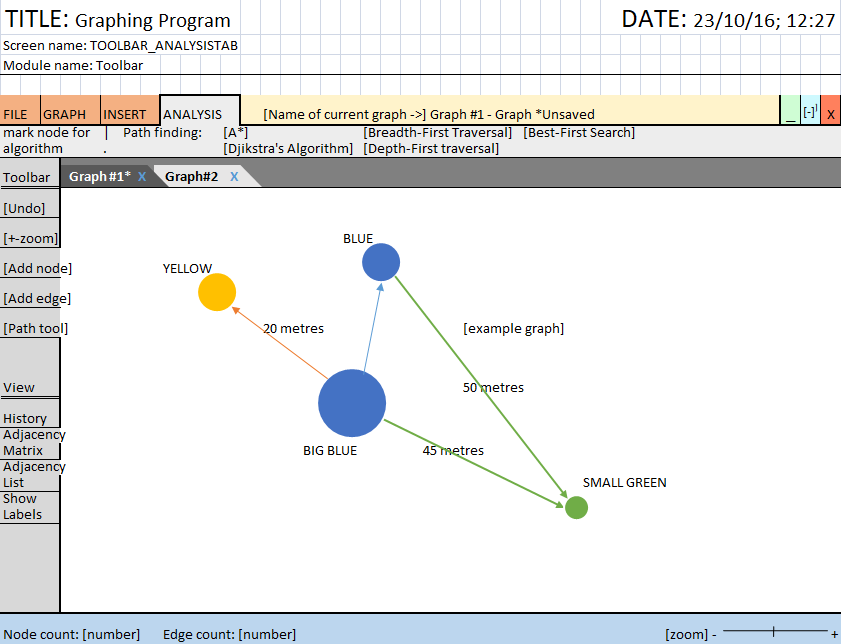 TITLE: Graphing Program
DATE: 23/10/16; 12:27
Screen name: TOOLBAR_ANALYSISTAB
Module name: Toolbar
FILE GRAPH INSERT ANALYSIS [Name of current graph ->] Graph #1 - Graph *Unsaved _ [-]' X
mark node for | Path finding: [A*] [Breadth-First Traversal] [Best-First Search]
algorithm . [Djikstra's Algorithm] [Depth-First traversal]
Toolbar
Graph #1* X Graph#2 X
[Undo]
[+-zoom]
[Add node]
[Add edge]
[Path tool]
View
History
Adjacency
Matrix
Adjacency
List
Show
Labels
BLUE
YELLOW
20 metres
[example graph]
50 metres
BIG BLUE
45 metres
SMALL GREEN
Node count: [number] Edge count: [number] [zoom] - +